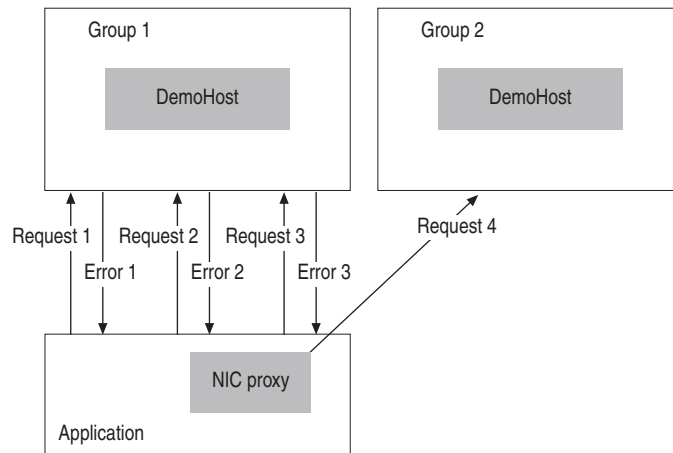 Group 1
Group 2
DemoHost
DemoHost
Request 1
Request 2
Request 3
Request 4
Error 1
Error 2
Error 3
NIC proxy
Application